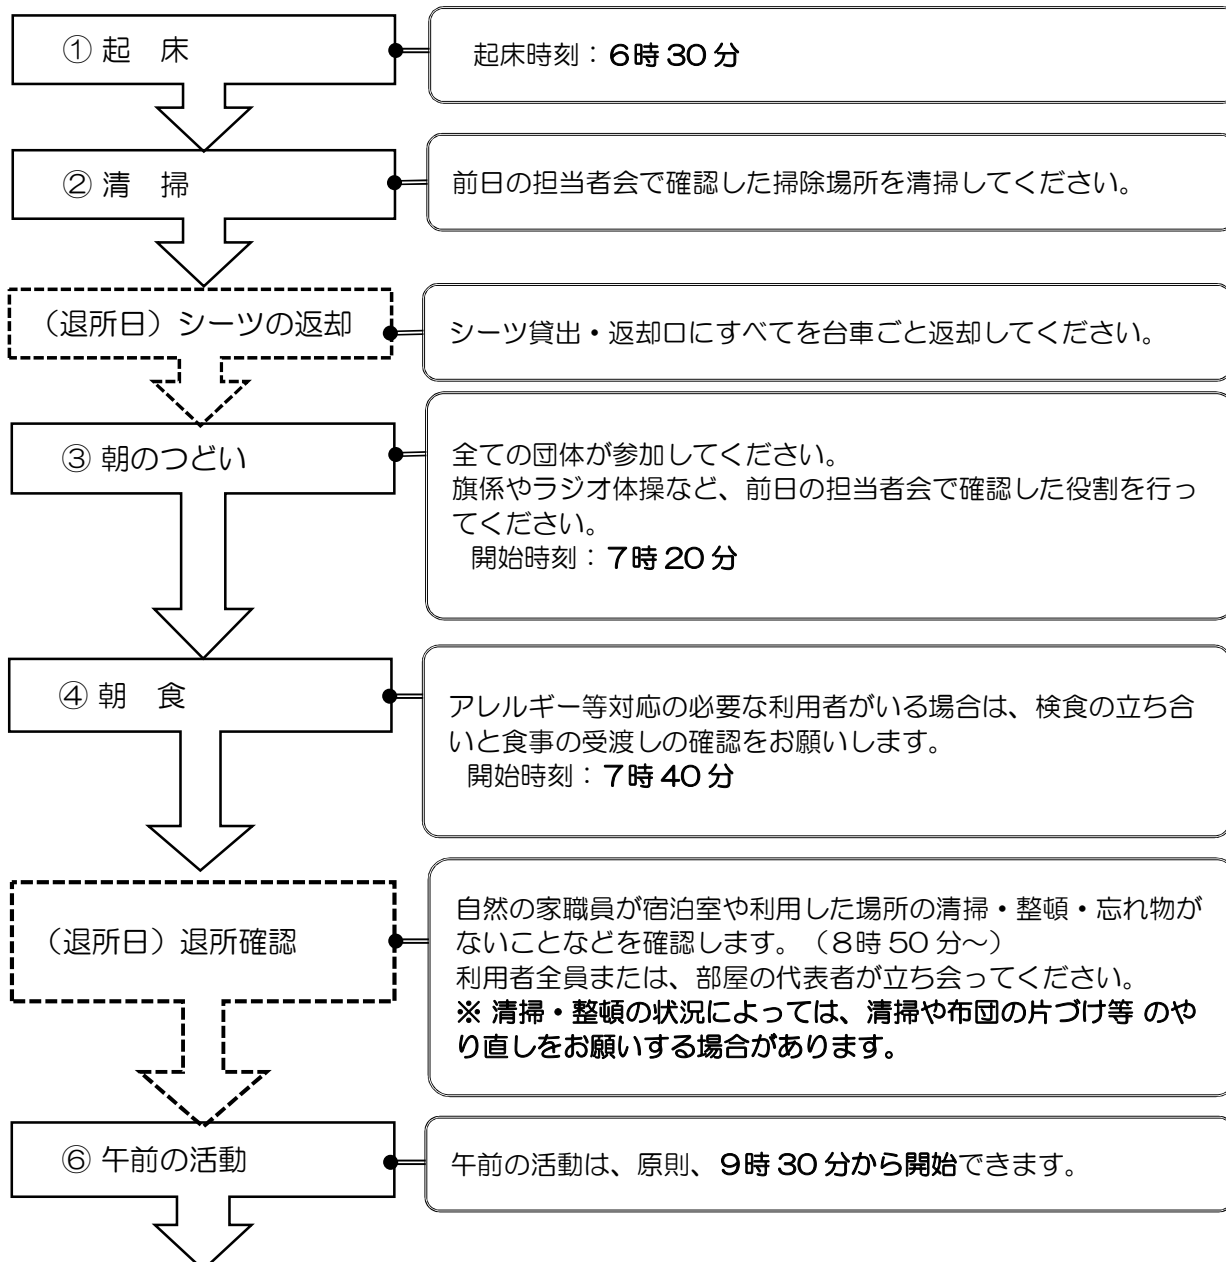 ① 起　床
起床時刻：６時３０分
② 清　掃
前日の担当者会で確認した掃除場所を清掃してください。
（退所日）シーツの返却
シーツ貸出・返却口にすべてを台車ごと返却してください。
③ 朝のつどい
全ての団体が参加してください。
旗係やラジオ体操など、前日の担当者会で確認した役割を行っ
てください。
開始時刻：７時２０分
④ 朝　食
アレルギー等対応の必要な利用者がいる場合は、検食の立ち合
いと食事の受渡しの確認をお願いします。
開始時刻：７時４０分
（退所日）退所確認
自然の家職員が宿泊室や利用した場所の清掃・整頓・忘れ物が
ないことなどを確認します。（８時５０分～）
利用者全員または、部屋の代表者が立ち会ってください。
※ 清掃・整頓の状況によっては、清掃や布団の片づけ等 のや
り直しをお願いする場合があります。
⑥ 午前の活動
午前の活動は、原則、９時３０分から開始できます。